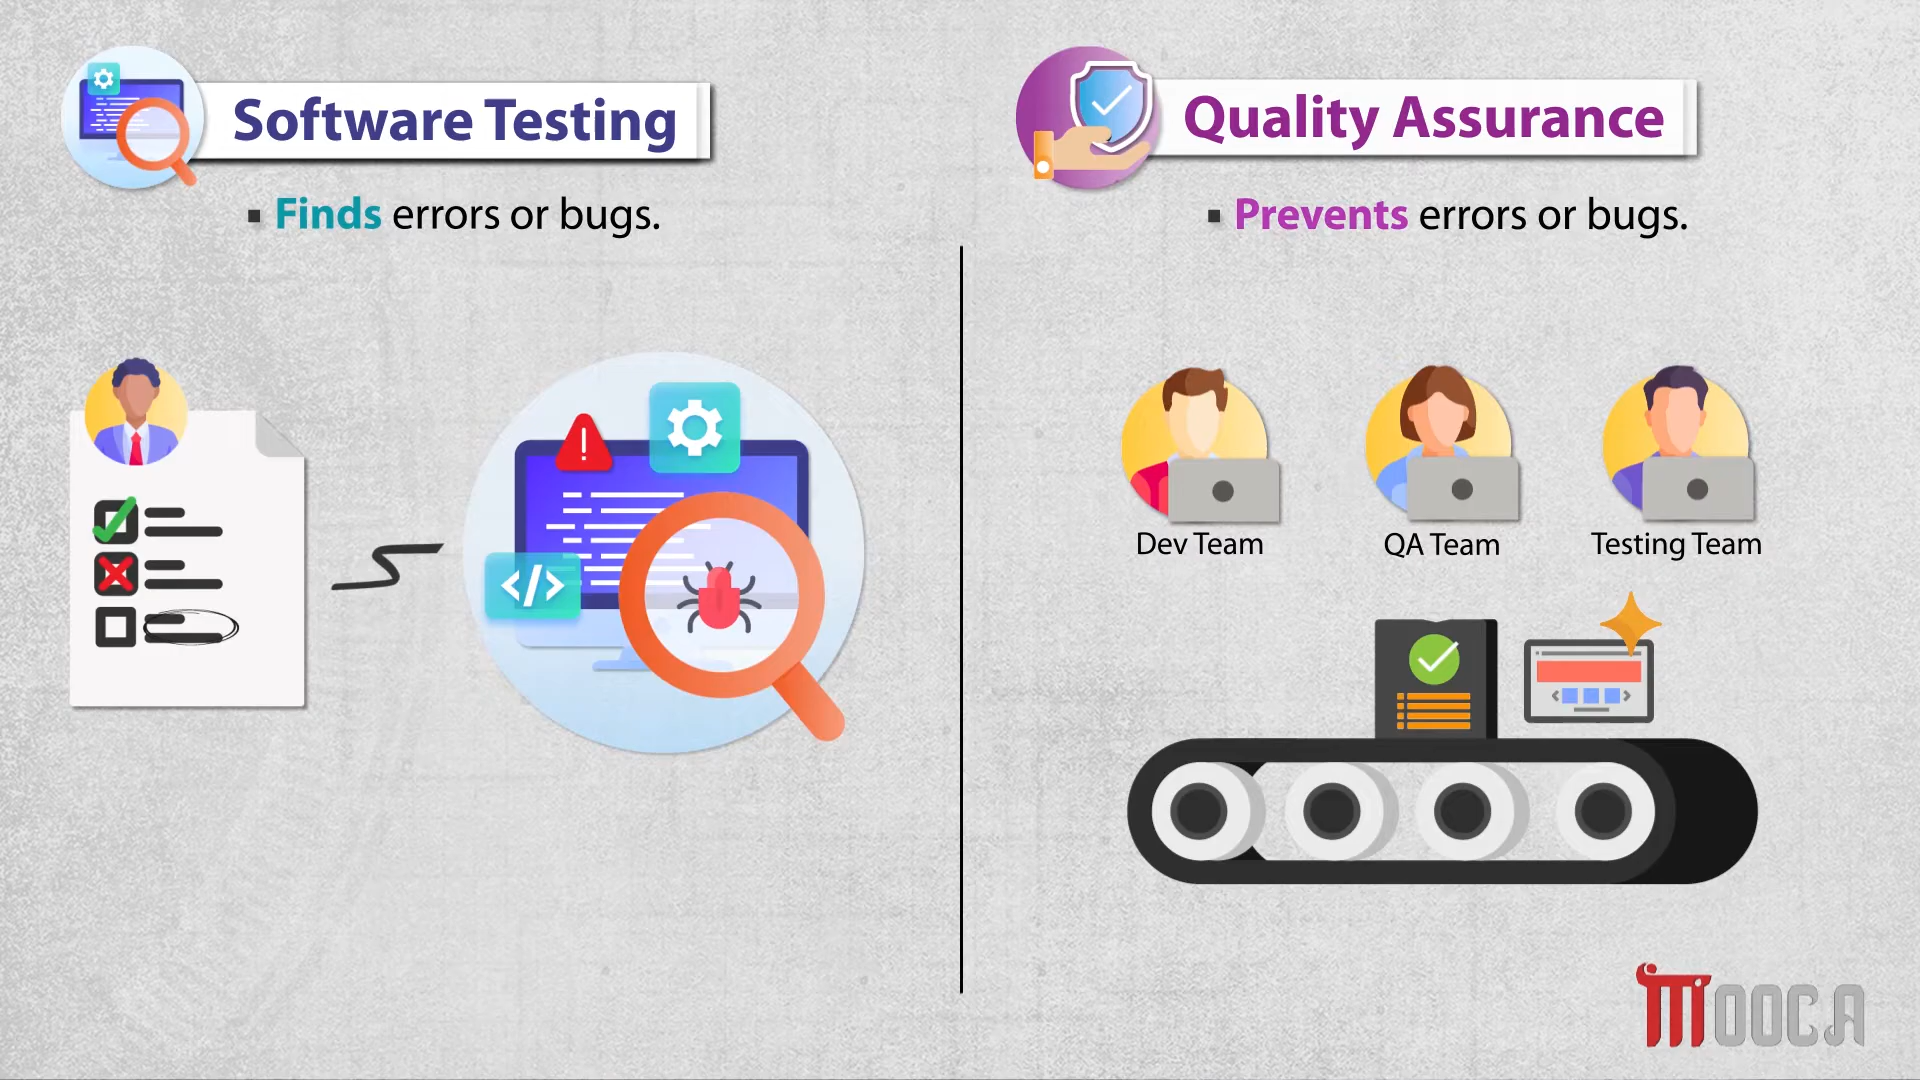 Software Testing
▪ Finds errors or bugs.
Quality Assurance
▪ Prevents errors or bugs.
</>
Dev Team
QA Team
Testing Team
MOOCA